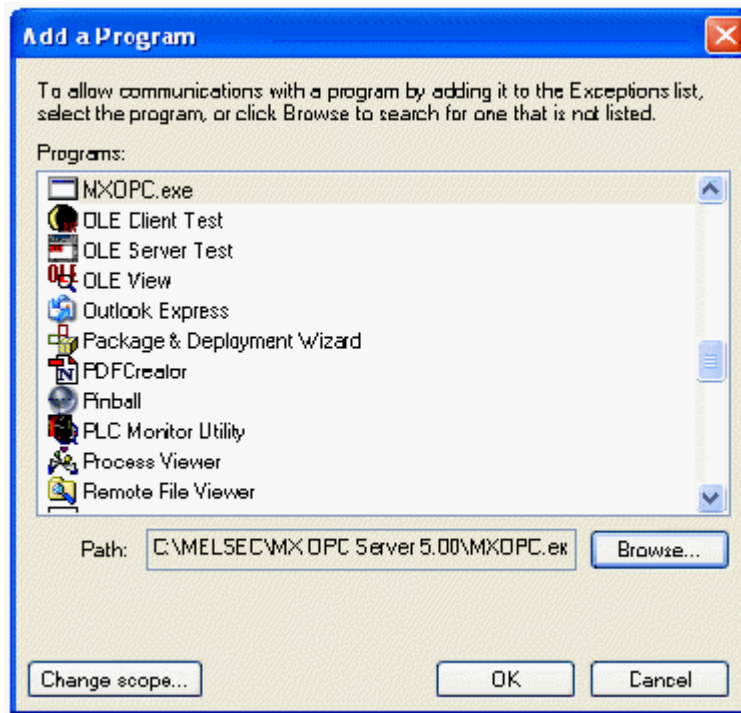 Add a Program
To allow communications with a program by adding it to the Exceptions list,
select the program, or click Browse to search for one that is not listed.
Programs:
MXOPC.exe
OLE Client Test
OLE Server Test
OLE View
Outlook Express
Package & Deployment Wizard
PDFCreator
Pinball
PLC Monitor Utility
Process Viewer
Remote File Viewer
Path: C:\MELSEC\MX OPC Server 5.00\MXOPC.ex Browse...
Change scope... OK Cancel